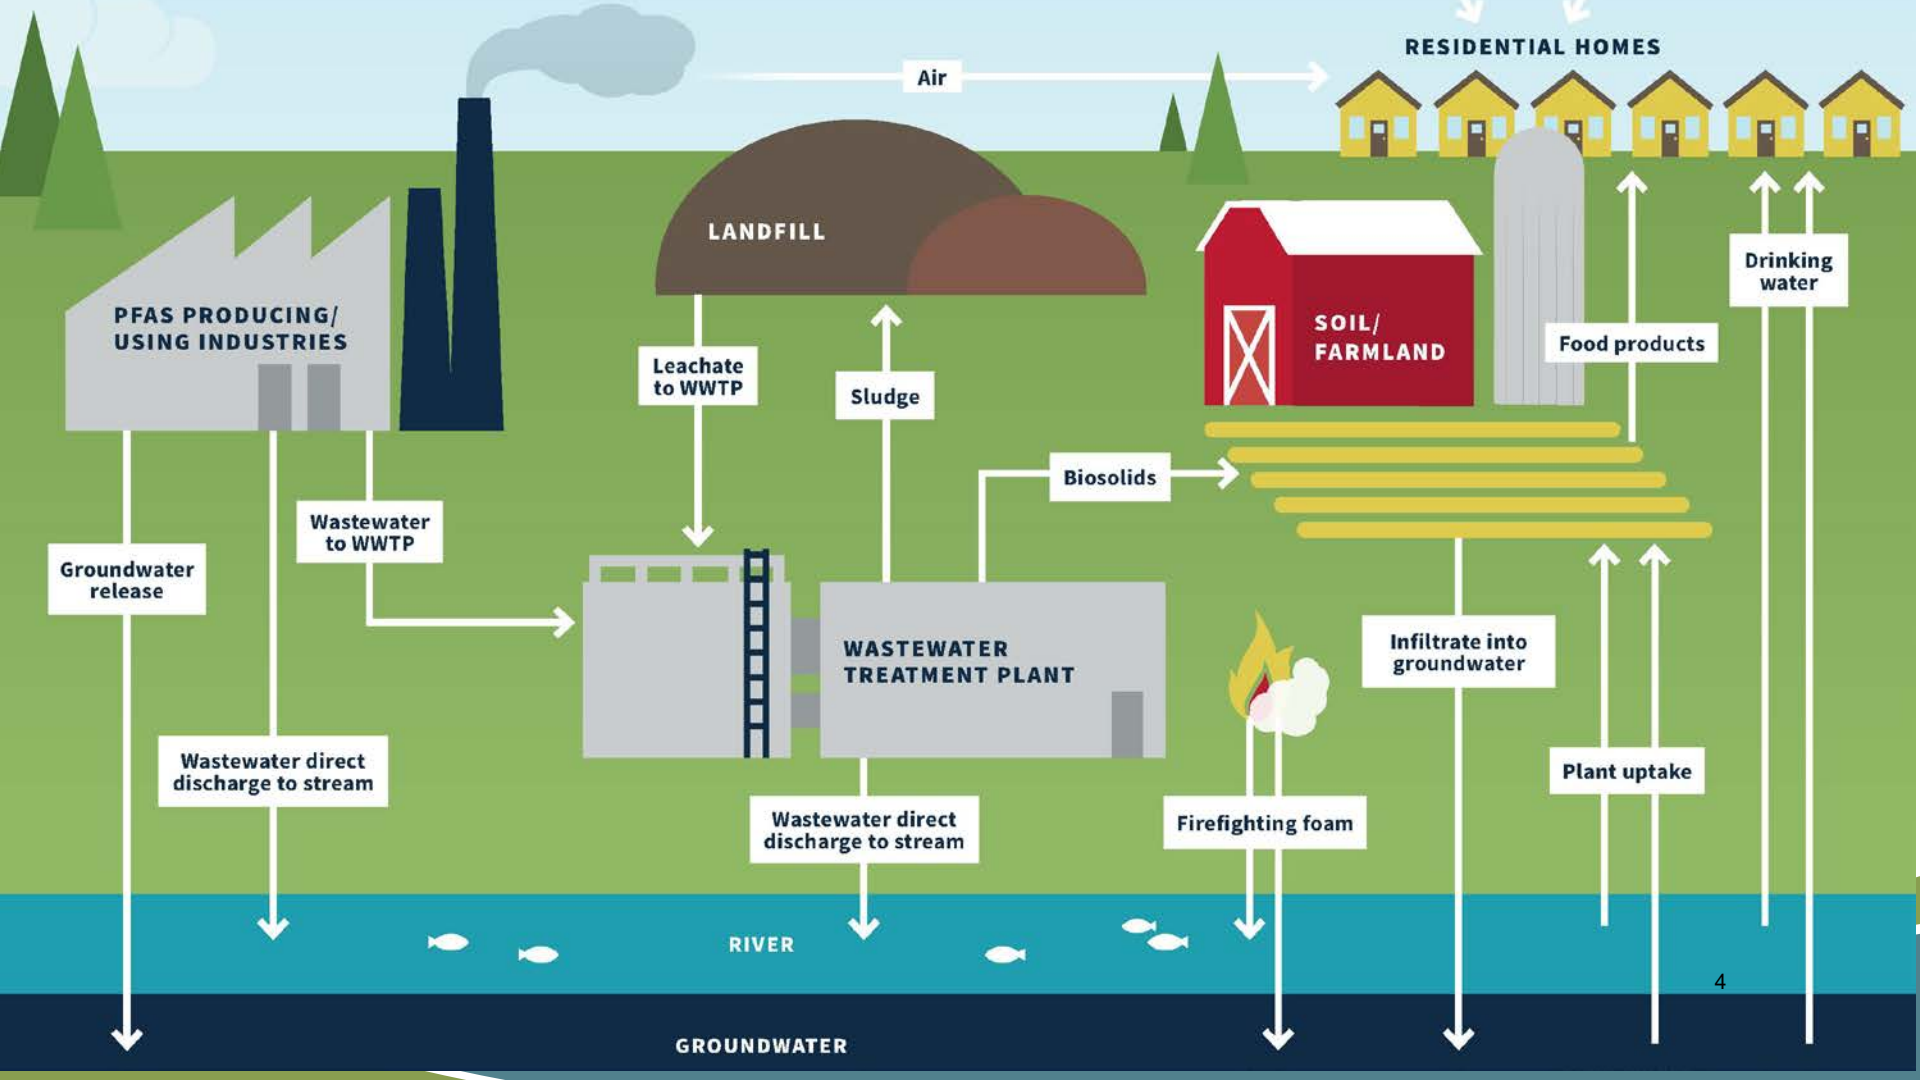 RESIDENTIAL HOMES
Air
LANDFILL
Drinking
water
PFAS PRODUCING/
USING INDUSTRIES
SOIL/
FARMLAND
Food products
Leachate
to WWTP
Sludge
Biosolids
Wastewater
to WWTP
Groundwater
release
WASTEWATER
TREATMENT PLANT
Infiltrate into
groundwater
Wastewater direct
discharge to stream
Plant uptake
Wastewater direct
discharge to stream
Firefighting foam
RIVER
4
GROUNDWATER